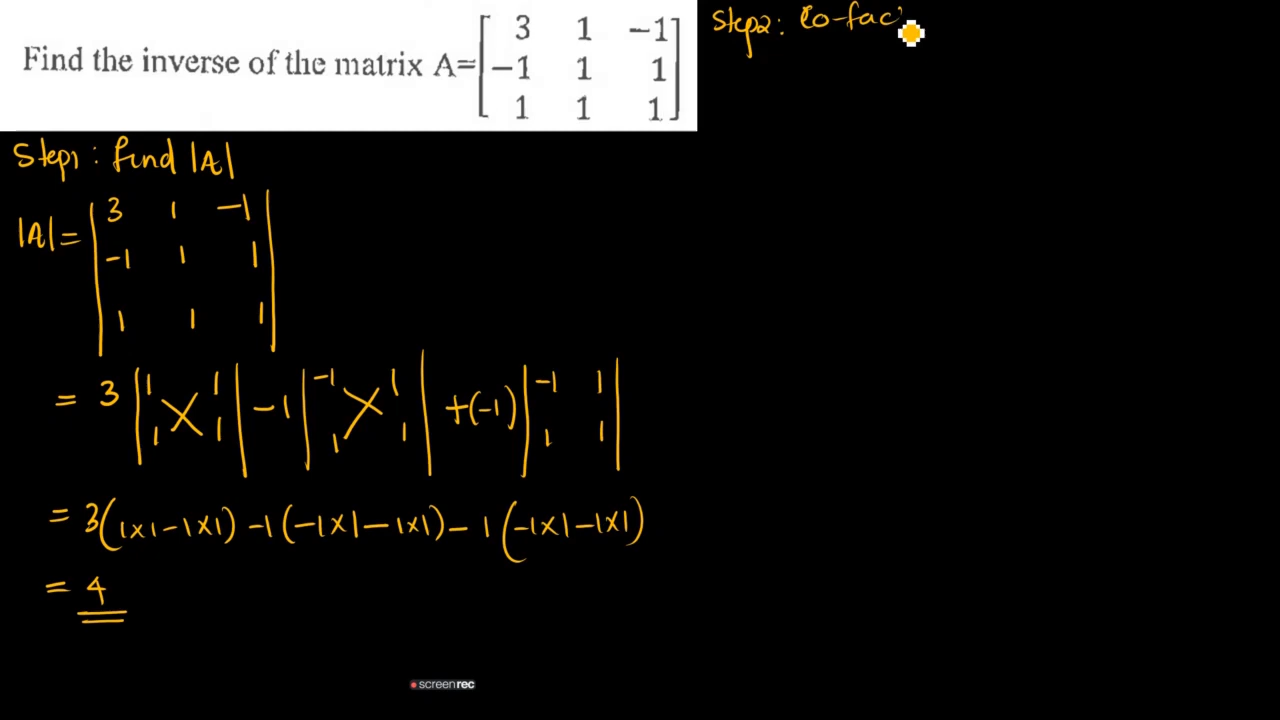 Find the inverse of the matrix A= [ 3 1 −1
−1 1 1
1 1 1 ]
Step1 : find |A|
|A| = | 3 1 −1
-1 1 1
1 1 1 |
= 3 | 1 1 | −1 | −1 1 | +(−1) | −1 1 |
1 1 1 1 1 1
= 3(1×1−1×1) −1(−1×1−1×1)−1(−1×1−1×1)
= 4
Step2: Co-fac
screenrec